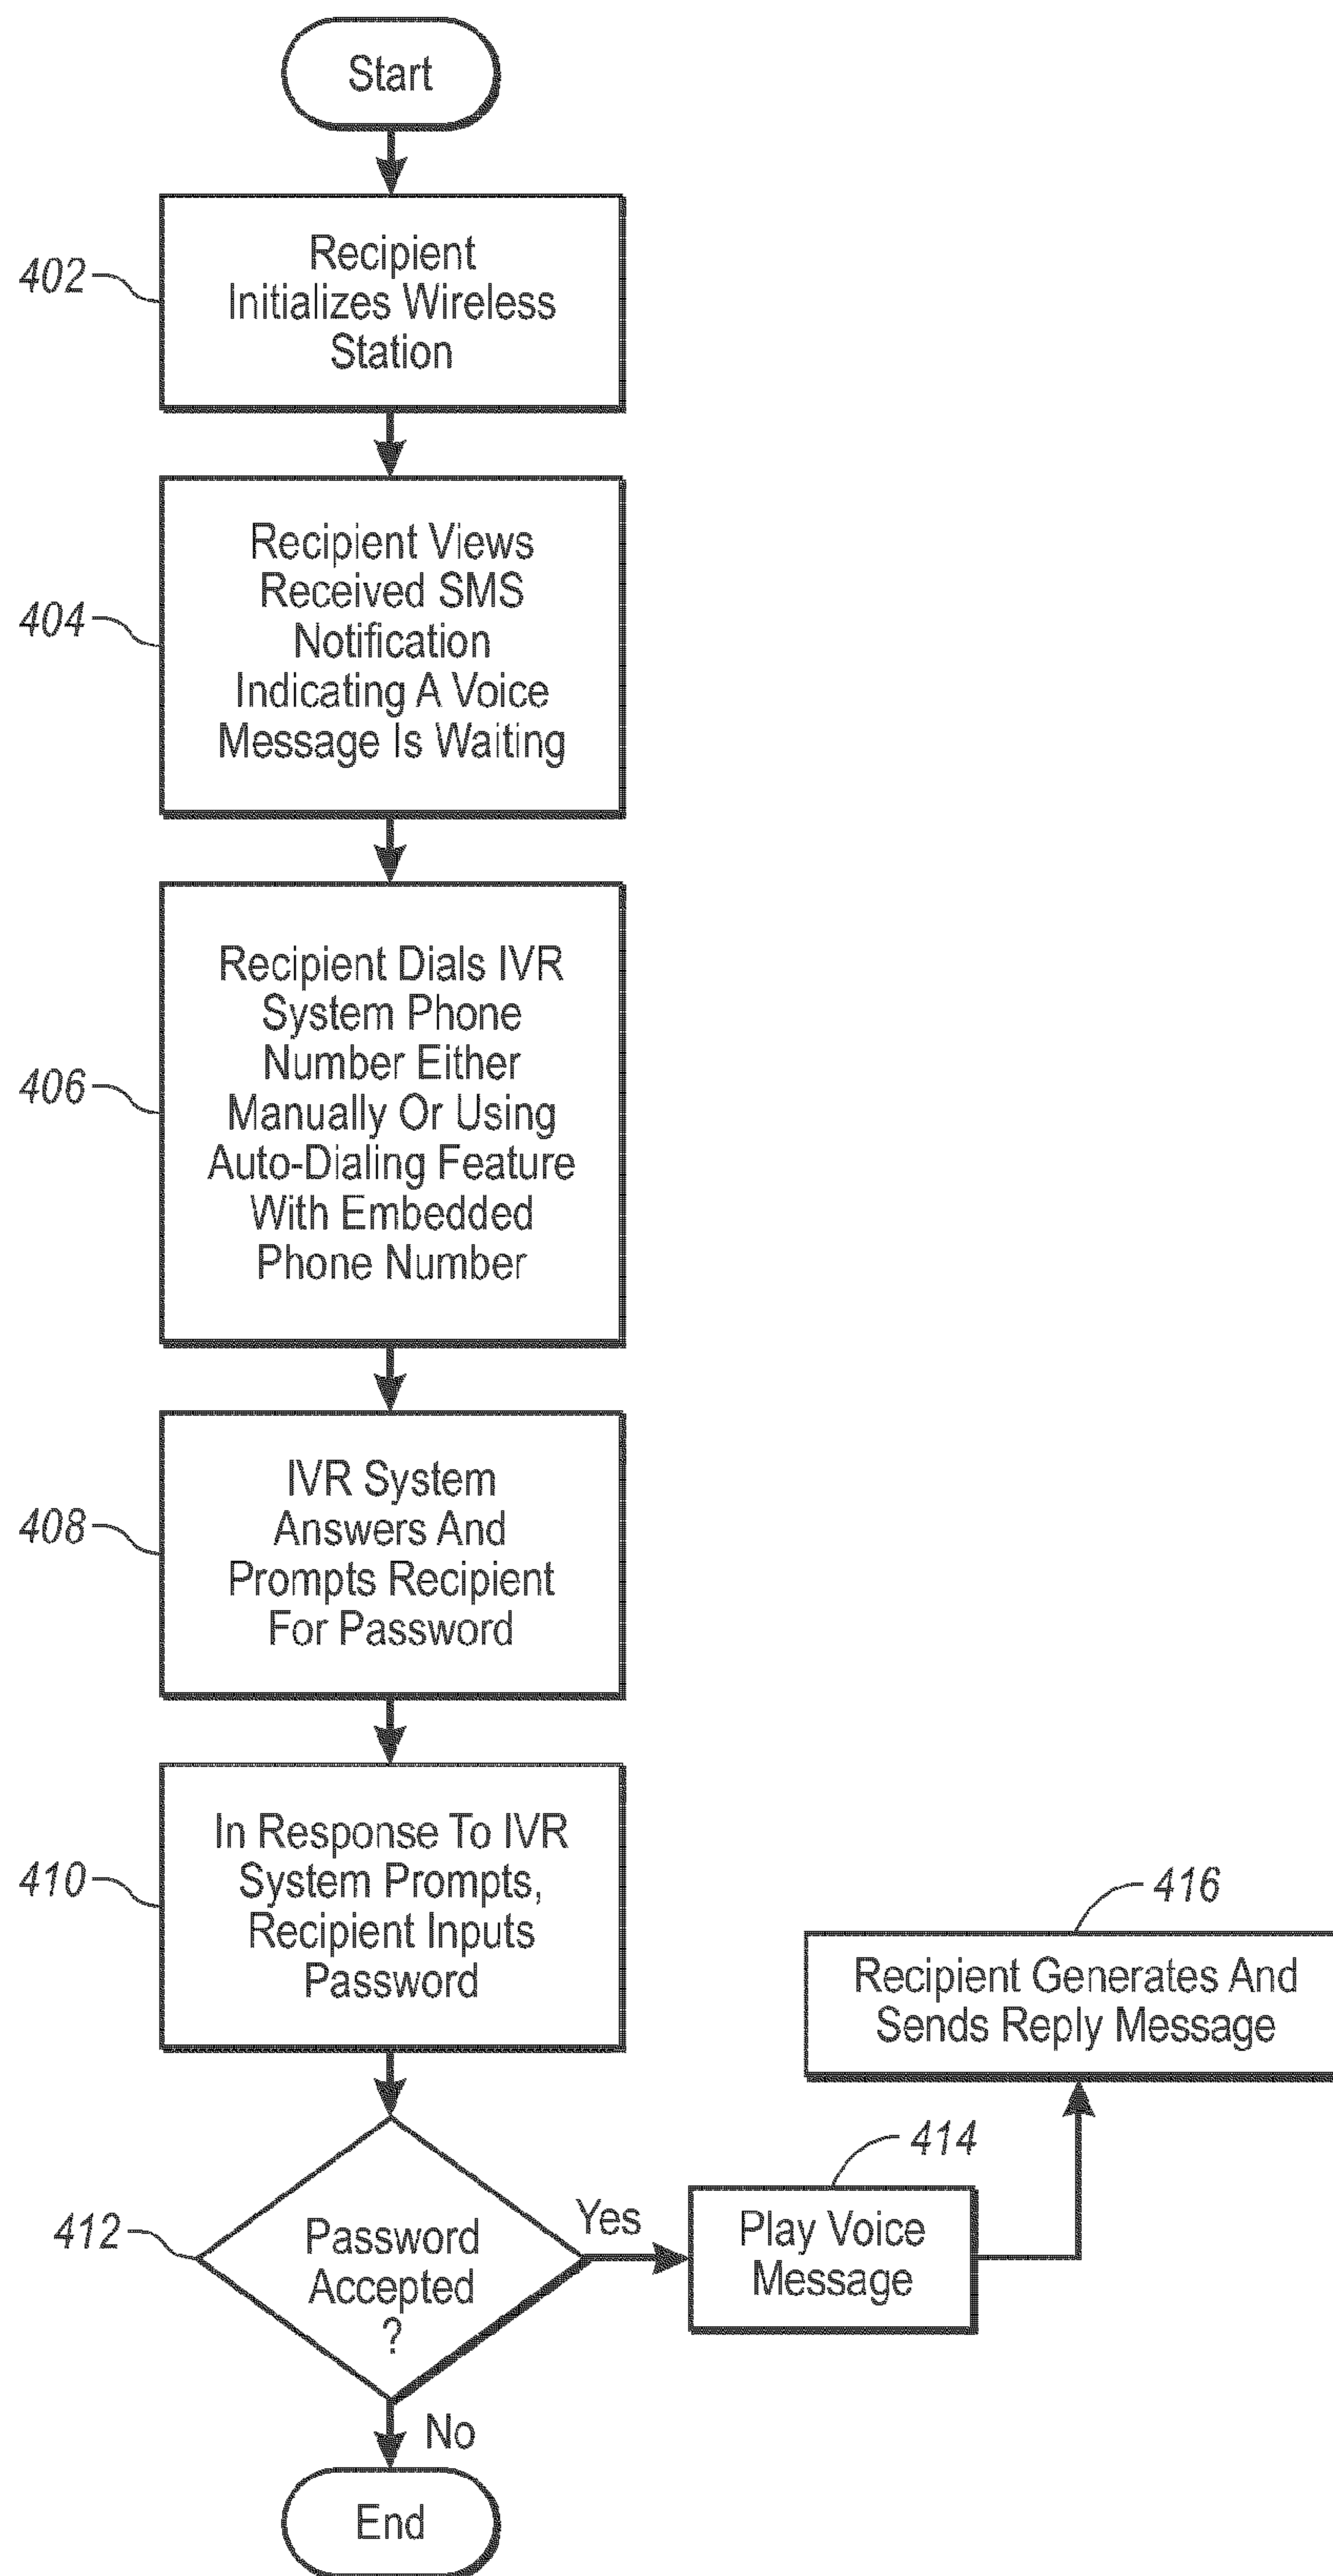 Start
402
Recipient
Initializes Wireless
Station
404
Recipient Views
Received SMS
Notification
Indicating A Voice
Message Is Waiting
406
Recipient Dials IVR
System Phone
Number Either
Manually Or Using
Auto-Dialing Feature
With Embedded
Phone Number
408
IVR System
Answers And
Prompts Recipient
For Password
410
In Response To IVR
System Prompts,
Recipient Inputs
Password
412
Password
Accepted
?
Yes
414
Play Voice
Message
416
Recipient Generates And
Sends Reply Message
No
End